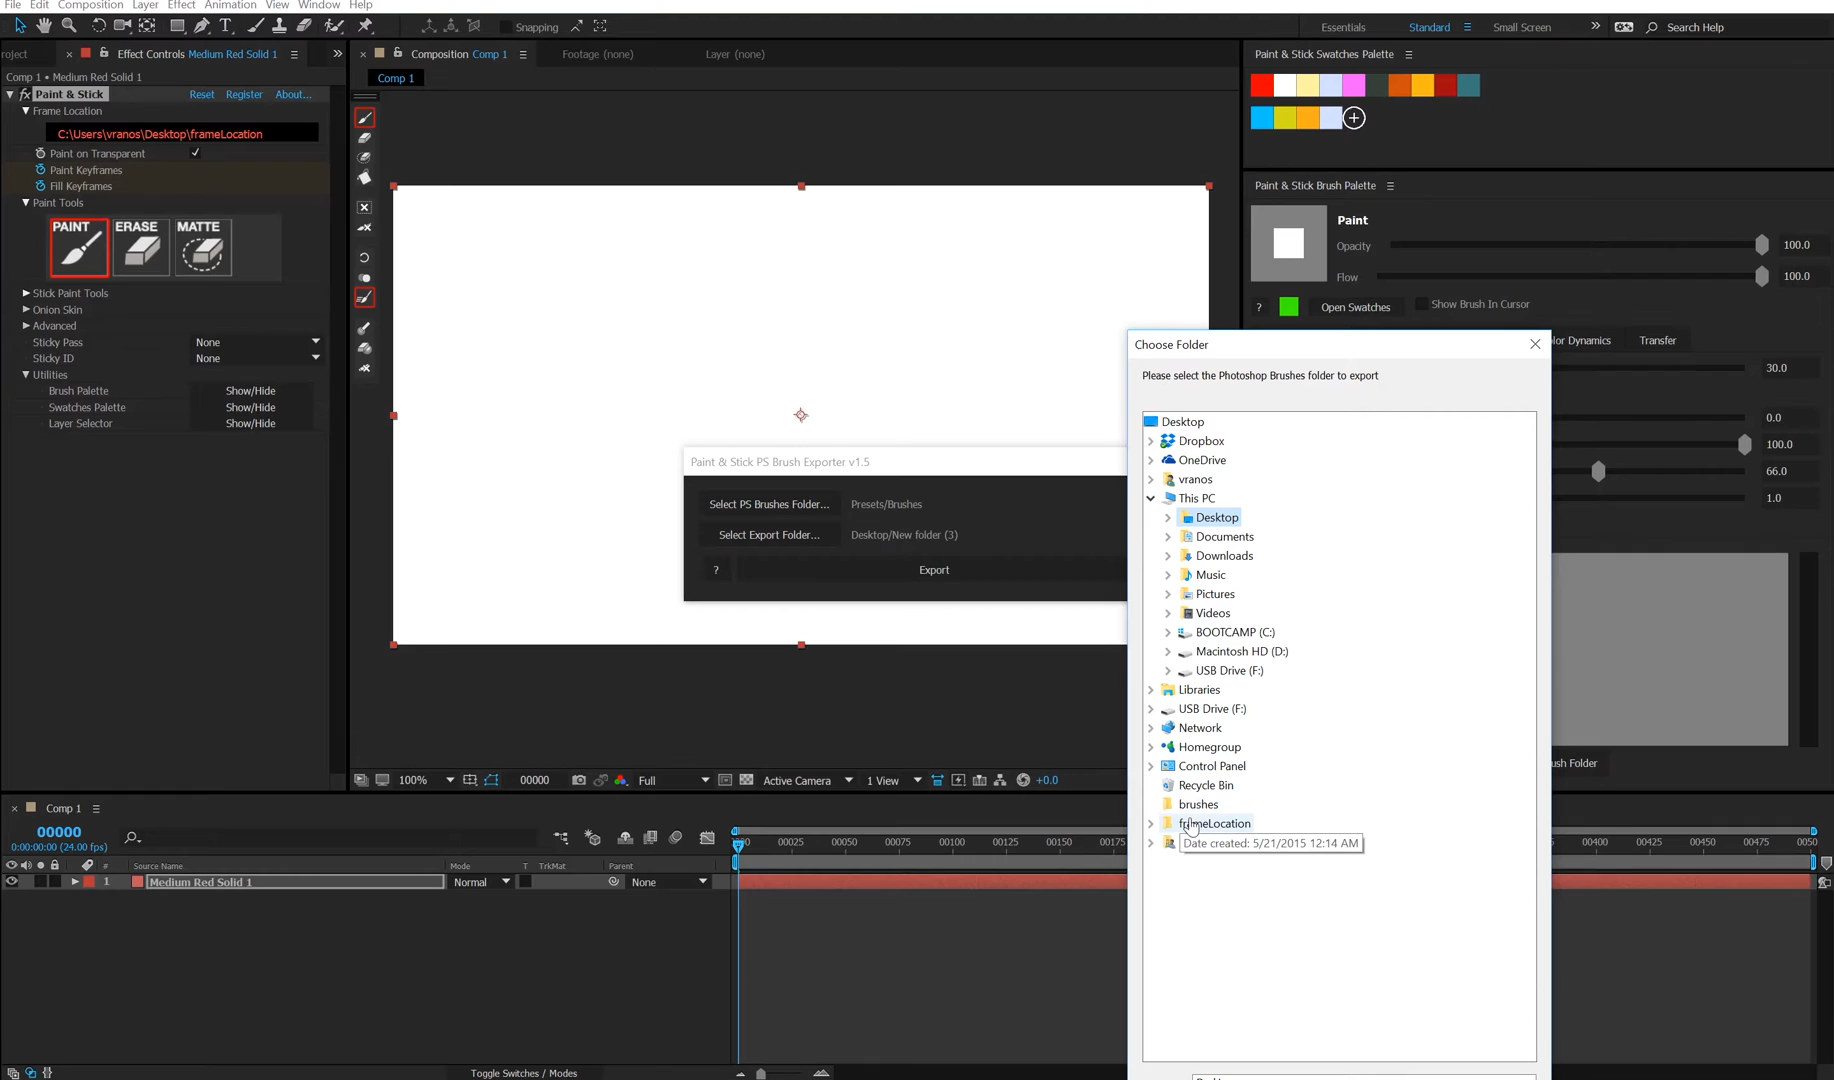 File Edit Composition Layer Effect Animation View Window Help
Snapping
Essentials Standard Small Screen Search Help
roject Effect Controls Medium Red Solid 1
Composition Comp 1 Footage (none) Layer (none)
Comp 1 • Medium Red Solid 1
Comp 1
fx Paint & Stick Reset Register About...
Frame Location
C:\Users\vranos\Desktop\frameLocation
Paint on Transparent
Paint Keyframes
Fill Keyframes
Paint Tools
PAINT ERASE MATTE
Stick Paint Tools
Onion Skin
Advanced
Sticky Pass None
Sticky ID None
Utilities
Brush Palette Show/Hide
Swatches Palette Show/Hide
Layer Selector Show/Hide
Paint & Stick Swatches Palette
Paint & Stick Brush Palette
Paint
Opacity 100.0
Flow 100.0
? Open Swatches Show Brush In Cursor
lor Dynamics Transfer
30.0
0.0
100.0
66.0
1.0
ush Folder
Paint & Stick PS Brush Exporter v1.5
Select PS Brushes Folder... Presets/Brushes
Select Export Folder... Desktop/New folder (3)
? Export
Choose Folder
Please select the Photoshop Brushes folder to export
Desktop
Dropbox
OneDrive
vranos
This PC
Desktop
Documents
Downloads
Music
Pictures
Videos
BOOTCAMP (C:)
Macintosh HD (D:)
USB Drive (F:)
Libraries
USB Drive (F:)
Network
Homegroup
Control Panel
Recycle Bin
brushes
frameLocation
Date created: 5/21/2015 12:14 AM
100% 00000 Full Active Camera 1 View +0.0
Comp 1
00000
0:00:00:00 (24.00 fps)
00025 00050 00075 00100 00125 00150 00175 00200 00225 00400 00425 00450 00475 0050
# Source Name Mode T TrkMat Parent
1 Medium Red Solid 1 Normal None
Toggle Switches / Modes